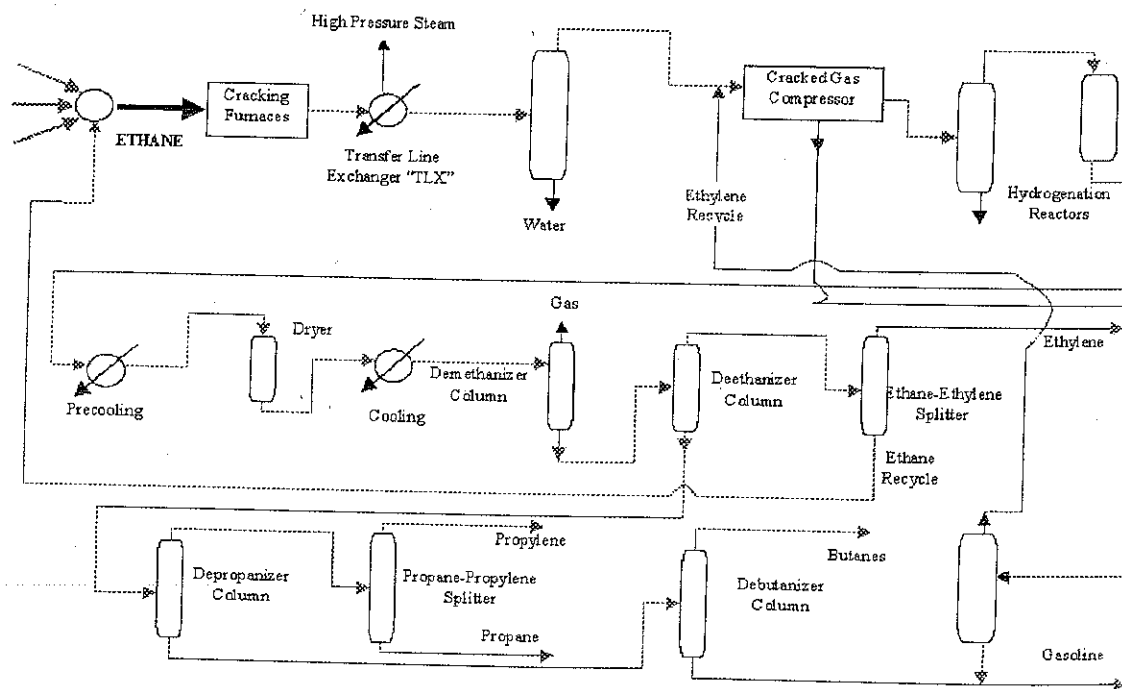 High Pressure Steam
Cracking
Furnaces
Cracked Gas
Compressor
ETHANE
Transfer Line
Exchanger "TLX"
Water
Ethylene
Recycle
Hydrogenation
Reactors
Gas
Dryer
Ethylene
Precooling
Cooling
Demethanizer
Column
Deethanizer
Column
Ethane-Ethylene
Splitter
Ethane
Recycle
Propylene
Butanes
Depropanizer
Column
Propane-Propylene
Splitter
Debutanizer
Column
Propane
Gasoline